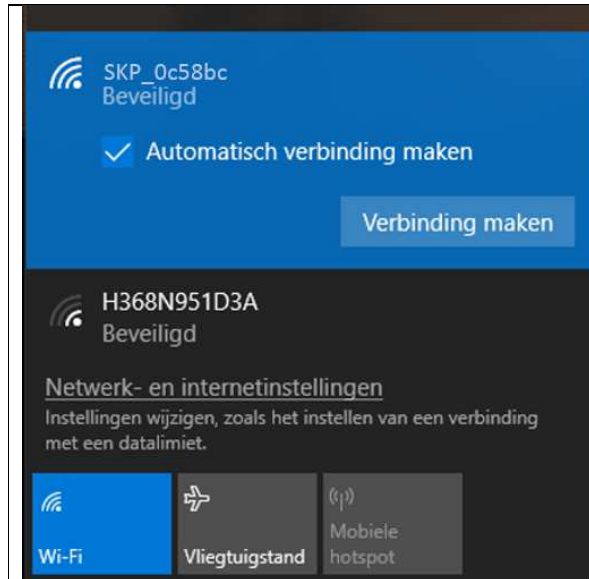 SKP_0c58bc
Beveiligd
Automatisch verbinding maken
Verbinding maken
H368N951D3A
Beveiligd
Netwerk- en internetinstellingen
Instellingen wijzigen, zoals het instellen van een verbinding
met een datalimiet.
Wi-Fi
Vliegtuigstand
Mobiele
hotspot